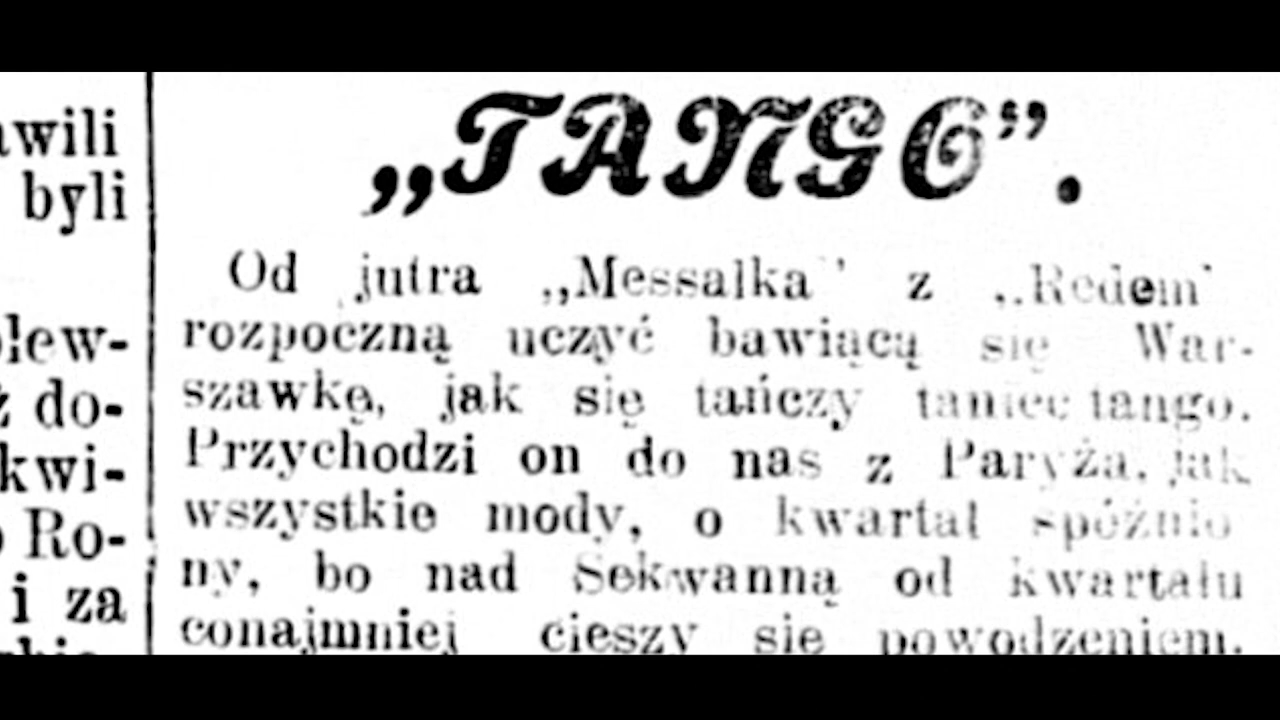 awili
byli
olew-
ż do-
kwi-
o Ro-
i za
„TANGO”.
Od jutra „Messalka” z „Redem”
rozpoczną uczyć bawiącą się War-
szawkę, jak się tańczy taniec tango.
Przychodzi on do nas z Paryża, jak
wszystkie mody, o kwartał spóźnio
ny, bo nad Sekwanną od kwartału
conajmniej cieszy się powodzeniem.